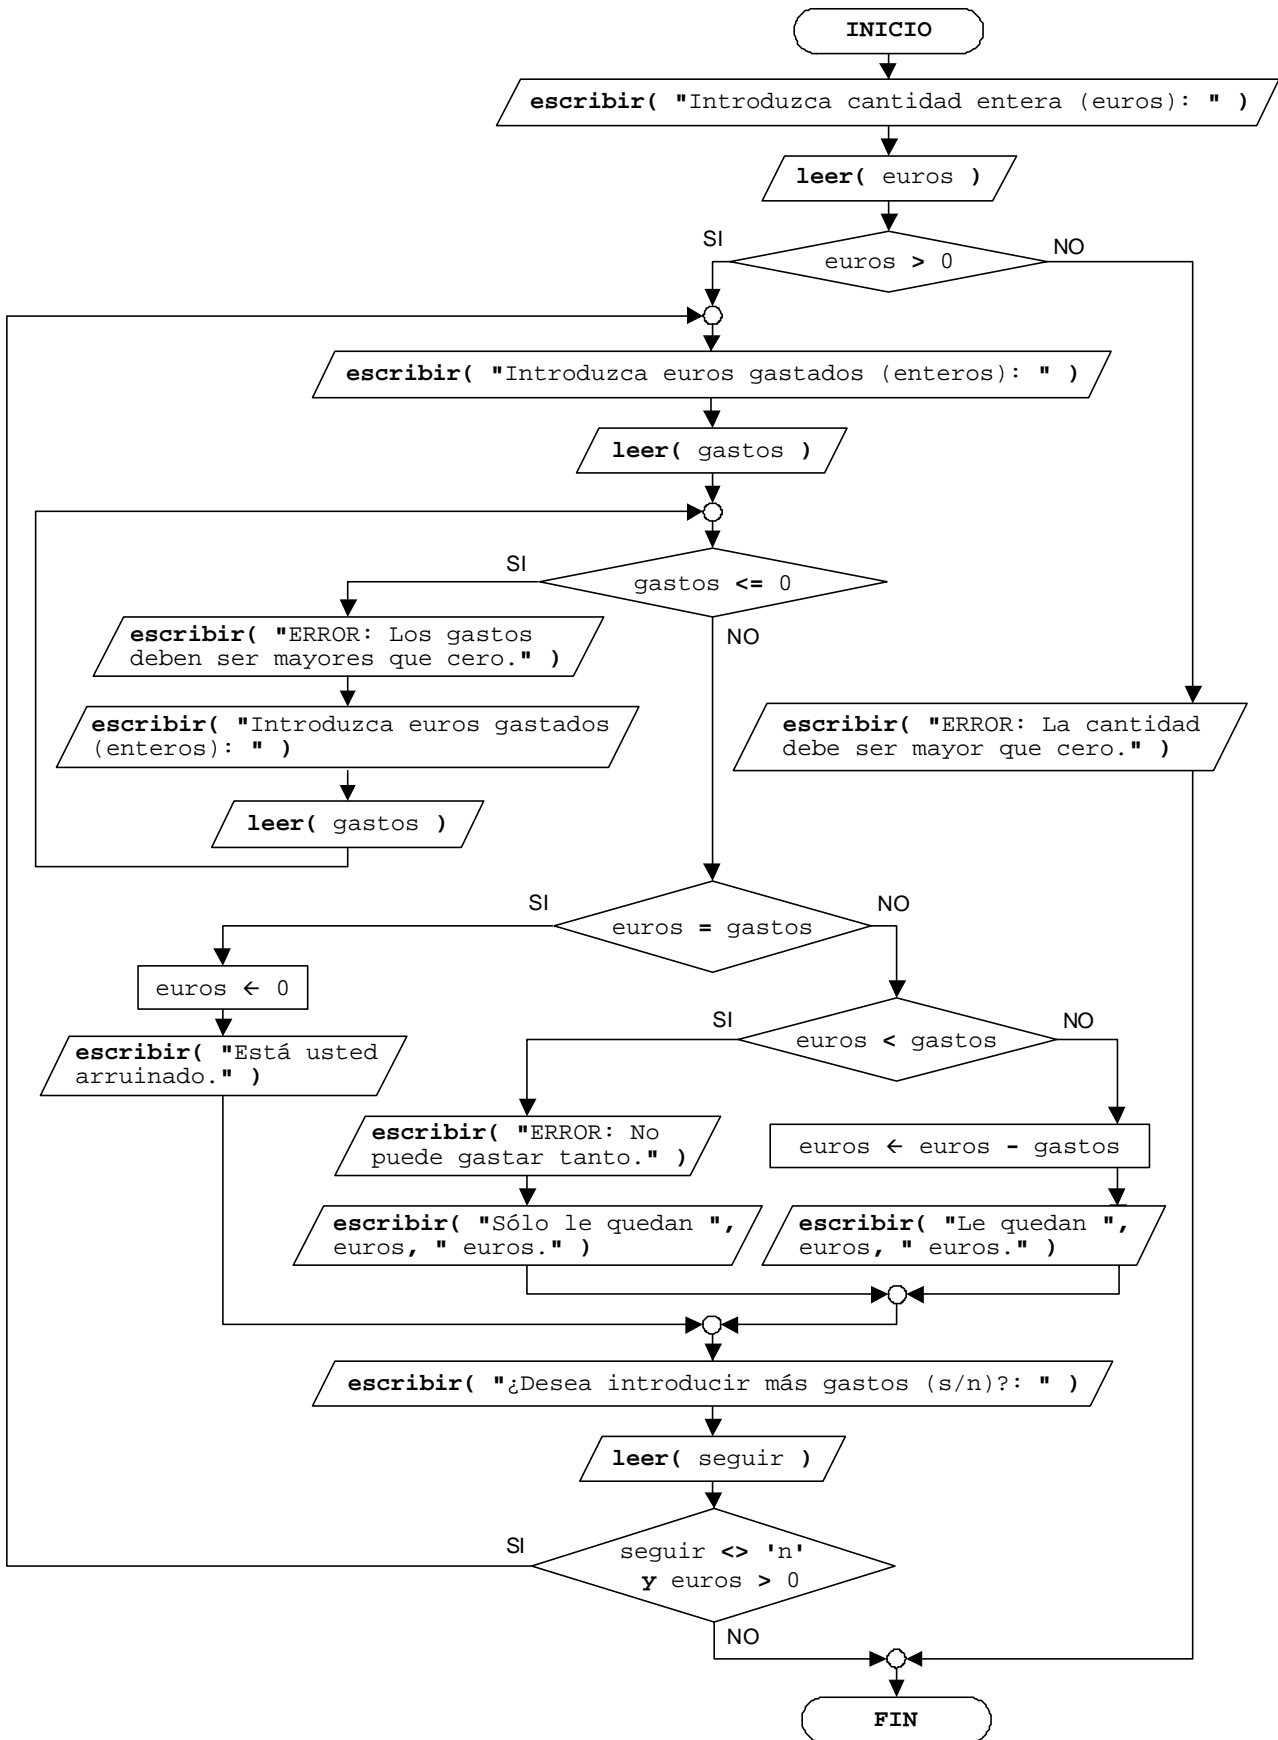 INICIO
escribir( "Introduzca cantidad entera (euros): " )
leer( euros )
SI
NO
euros > 0
escribir( "Introduzca euros gastados (enteros): " )
leer( gastos )
SI
gastos <= 0
NO
escribir( "ERROR: Los gastos
deben ser mayores que cero." )
escribir( "Introduzca euros gastados
(enteros): " )
leer( gastos )
escribir( "ERROR: La cantidad
debe ser mayor que cero." )
SI
NO
euros = gastos
euros ← 0
escribir( "Está usted
arruinado." )
SI
NO
euros < gastos
escribir( "ERROR: No
puede gastar tanto." )
escribir( "Sólo le quedan ",
euros, " euros." )
euros ← euros - gastos
escribir( "Le quedan ",
euros, " euros." )
escribir( "¿Desea introducir más gastos (s/n)?: " )
leer( seguir )
SI
seguir <> 'n'
y euros > 0
NO
FIN